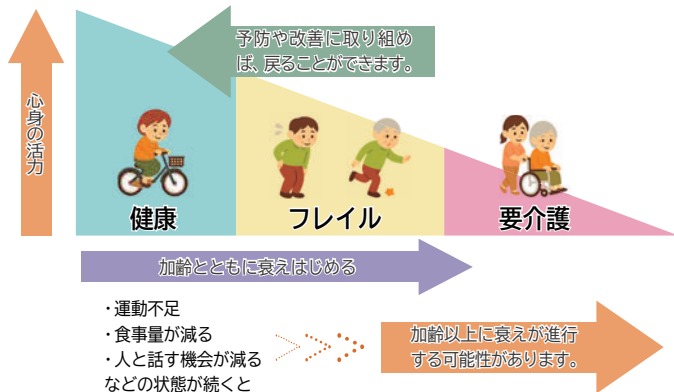 予防や改善に取り組め
ば、戻ることができます。
心身の活力
健康
フレイル
要介護
加齢とともに衰えはじめる
・運動不足
・食事量が減る
・人と話す機会が減る
などの状態が続くと
加齢以上に衰えが進行
する可能性があります。